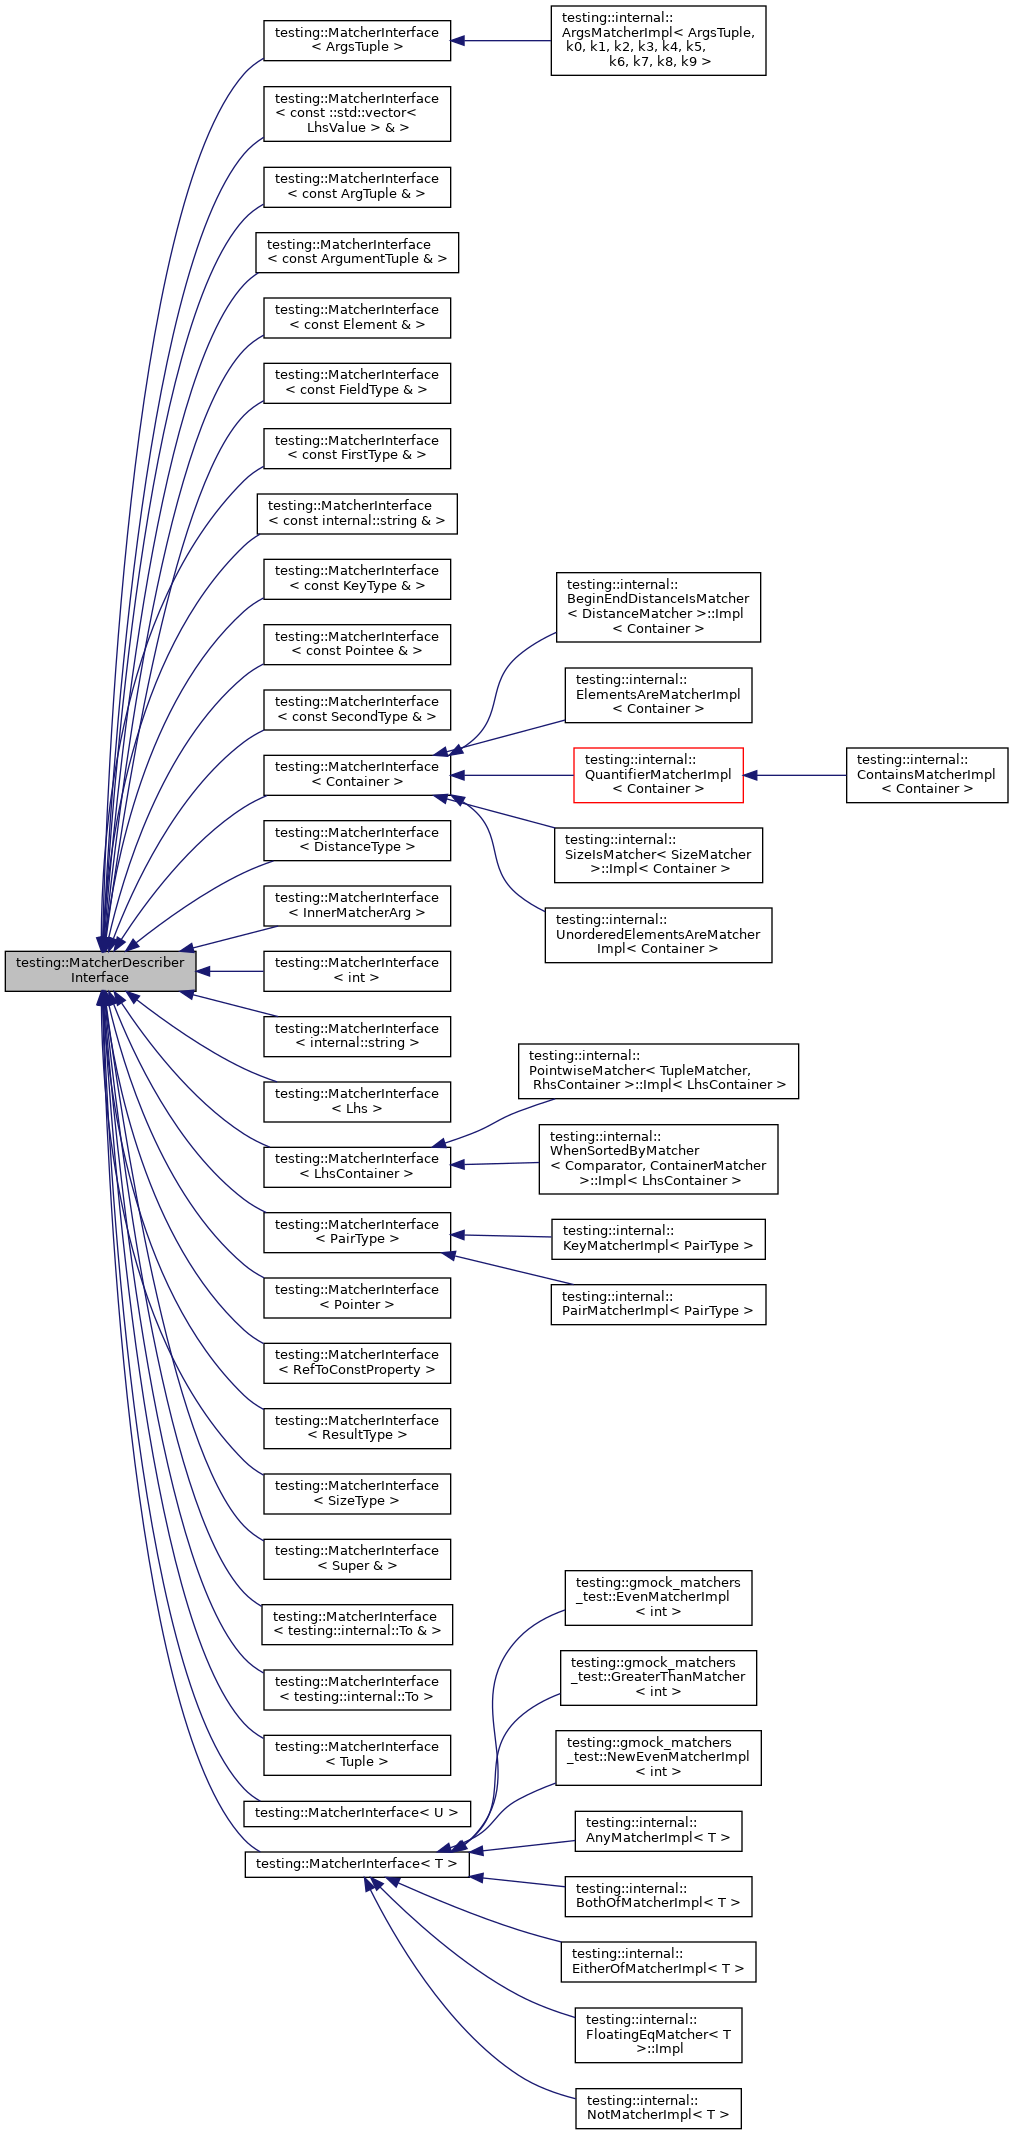 testing::MatcherInterface
< ArgsTuple >
testing::internal::
ArgsMatcherImpl< ArgsTuple,
k0, k1, k2, k3, k4, k5,
k6, k7, k8, k9 >
testing::MatcherInterface
< const ::std::vector<
LhsValue > & >
testing::MatcherInterface
< const ArgTuple & >
testing::MatcherInterface
< const ArgumentTuple & >
testing::MatcherInterface
< const Element & >
testing::MatcherInterface
< const FieldType & >
testing::MatcherInterface
< const FirstType & >
testing::MatcherInterface
< const internal::string & >
testing::MatcherInterface
< const KeyType & >
testing::MatcherInterface
< const Pointee & >
testing::MatcherInterface
< const SecondType & >
testing::MatcherInterface
< Container >
testing::internal::
BeginEndDistanceIsMatcher
< DistanceMatcher >::Impl
< Container >
testing::internal::
ElementsAreMatcherImpl
< Container >
testing::internal::
QuantifierMatcherImpl
< Container >
testing::internal::
ContainsMatcherImpl
< Container >
testing::internal::
SizeIsMatcher< SizeMatcher
>::Impl< Container >
testing::internal::
UnorderedElementsAreMatcher
Impl< Container >
testing::MatcherInterface
< DistanceType >
testing::MatcherInterface
< InnerMatcherArg >
testing::MatcherDescriber
Interface
testing::MatcherInterface
< int >
testing::MatcherInterface
< internal::string >
testing::MatcherInterface
< Lhs >
testing::MatcherInterface
< LhsContainer >
testing::internal::
PointwiseMatcher< TupleMatcher,
RhsContainer >::Impl< LhsContainer >
testing::internal::
WhenSortedByMatcher
< Comparator, ContainerMatcher
>::Impl< LhsContainer >
testing::MatcherInterface
< PairType >
testing::internal::
KeyMatcherImpl< PairType >
testing::internal::
PairMatcherImpl< PairType >
testing::MatcherInterface
< Pointer >
testing::MatcherInterface
< RefToConstProperty >
testing::MatcherInterface
< ResultType >
testing::MatcherInterface
< SizeType >
testing::MatcherInterface
< Super & >
testing::MatcherInterface
< testing::internal::To & >
testing::MatcherInterface
< testing::internal::To >
testing::MatcherInterface
< Tuple >
testing::MatcherInterface< U >
testing::MatcherInterface< T >
testing::gmock_matchers
_test::EvenMatcherImpl
< int >
testing::gmock_matchers
_test::GreaterThanMatcher
< int >
testing::gmock_matchers
_test::NewEvenMatcherImpl
< int >
testing::internal::
AnyMatcherImpl< T >
testing::internal::
BothOfMatcherImpl< T >
testing::internal::
EitherOfMatcherImpl< T >
testing::internal::
FloatingEqMatcher< T
>::Impl
testing::internal::
NotMatcherImpl< T >